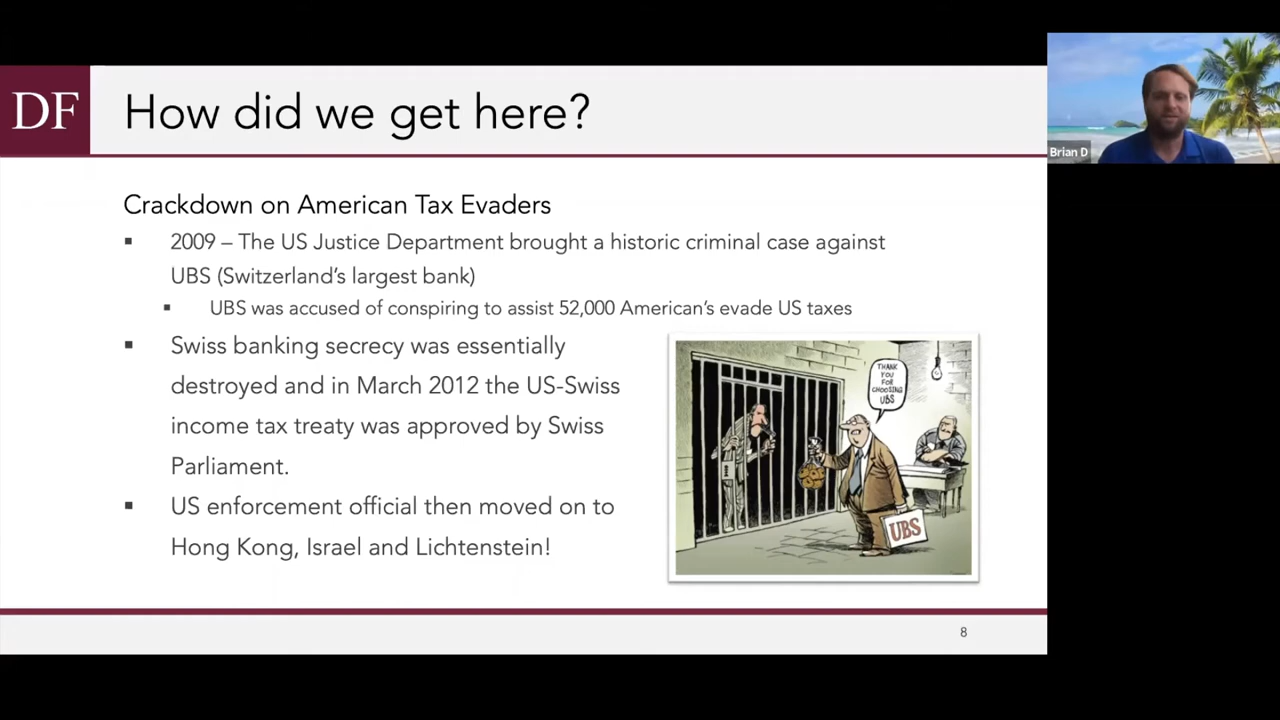 DF
How did we get here?
Brian D
Crackdown on American Tax Evaders
▪ 2009 – The US Justice Department brought a historic criminal case against
UBS (Switzerland's largest bank)
▪ UBS was accused of conspiring to assist 52,000 American's evade US taxes
▪ Swiss banking secrecy was essentially
destroyed and in March 2012 the US-Swiss
income tax treaty was approved by Swiss
Parliament.
▪ US enforcement official then moved on to
Hong Kong, Israel and Lichtenstein!
THANK
YOU
FOR
CHOOSING
UBS
UBS
8